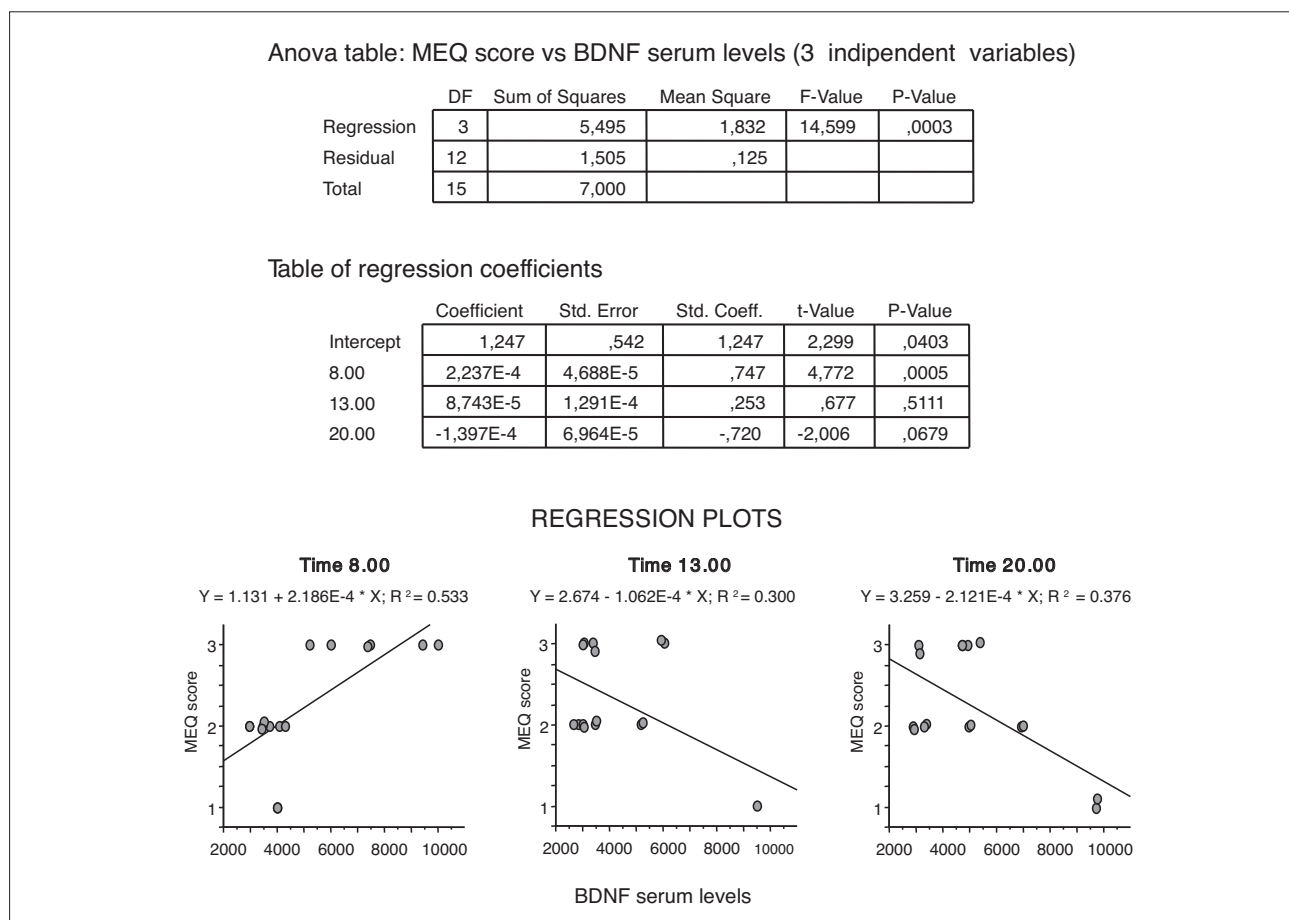 Anova table: MEQ score vs BDNF serum levels (3 indipendent variables)
DF Sum of Squares Mean Square F-Value P-Value
Regression 3 5,495 1,832 14,599 ,0003
Residual 12 1,505 ,125
Total 15 7,000
Table of regression coefficients
Coefficient Std. Error Std. Coeff. t-Value P-Value
Intercept 1,247 ,542 1,247 2,299 ,0403
8.00 2,237E-4 4,688E-5 ,747 4,772 ,0005
13.00 8,743E-5 1,291E-4 ,253 ,677 ,5111
20.00 -1,397E-4 6,964E-5 -,720 -2,006 ,0679
REGRESSION PLOTS
Time 8.00
Y = 1.131 + 2.186E-4 * X; R² = 0.533
MEQ score
3
2
1
2000 4000 6000 8000 10000
Time 13.00
Y = 2.674 - 1.062E-4 * X; R² = 0.300
MEQ score
3
2
1
2000 4000 6000 8000 10000
Time 20.00
Y = 3.259 - 2.121E-4 * X; R² = 0.376
MEQ score
3
2
1
2000 4000 6000 8000 10000
BDNF serum levels